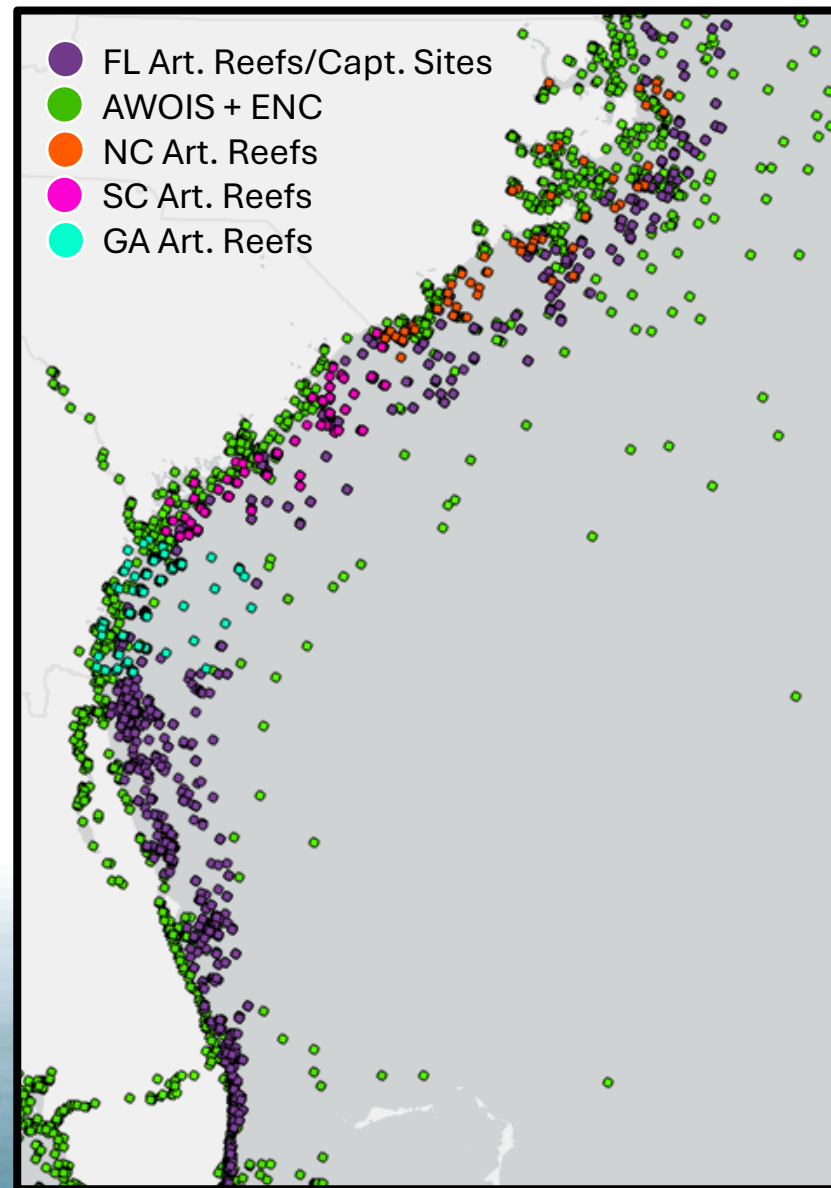 FL Art. Reefs/Capt. Sites
AWOIS + ENC
NC Art. Reefs
SC Art. Reefs
GA Art. Reefs